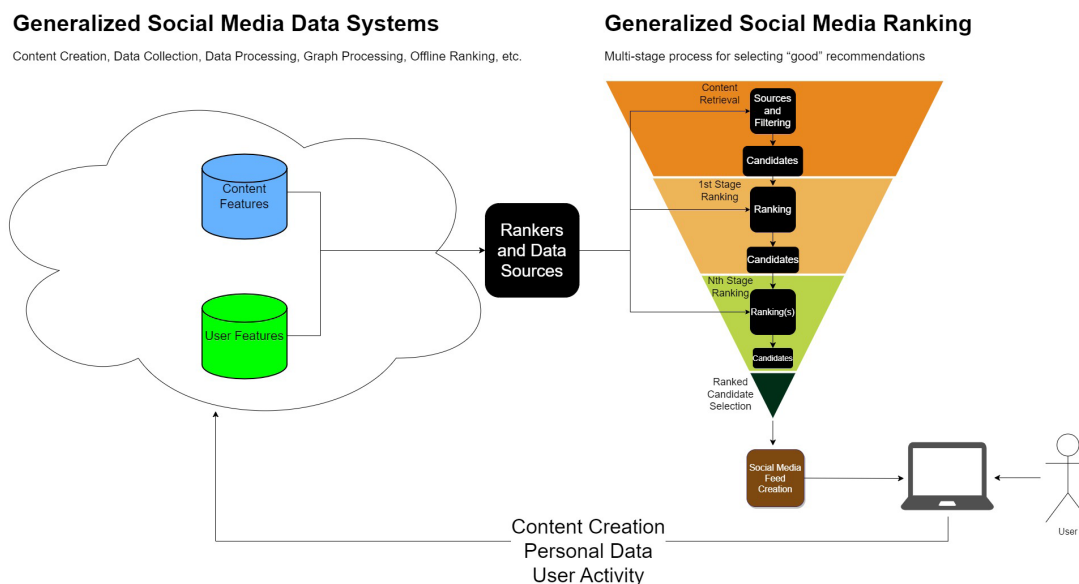 Generalized Social Media Data Systems
Content Creation, Data Collection, Data Processing, Graph Processing, Offline Ranking, etc.
Generalized Social Media Ranking
Multi-stage process for selecting “good” recommendations
Content
Features
User Features
Rankers
and Data
Sources
Content
Retrieval
Sources
and
Filtering
Candidates
1st Stage
Ranking
Ranking
Candidates
Nth Stage
Ranking
Ranking(s)
Candidates
Ranked
Candidate
Selection
Social Media
Feed
Creation
User
Content Creation
Personal Data
User Activity